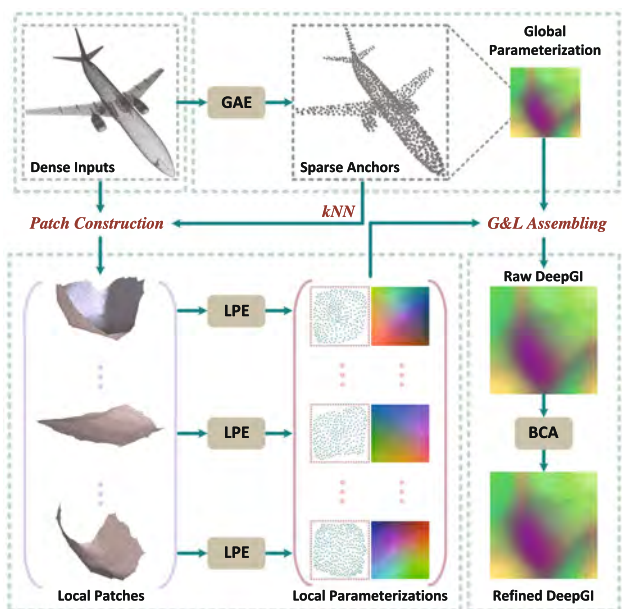 Global
Parameterization
GAE
Dense Inputs
Sparse Anchors
kNN
Patch Construction
G&L Assembling
Raw DeepGI
LPE
LPE
BCA
LPE
Local Patches
Local Parameterizations
Refined DeepGI